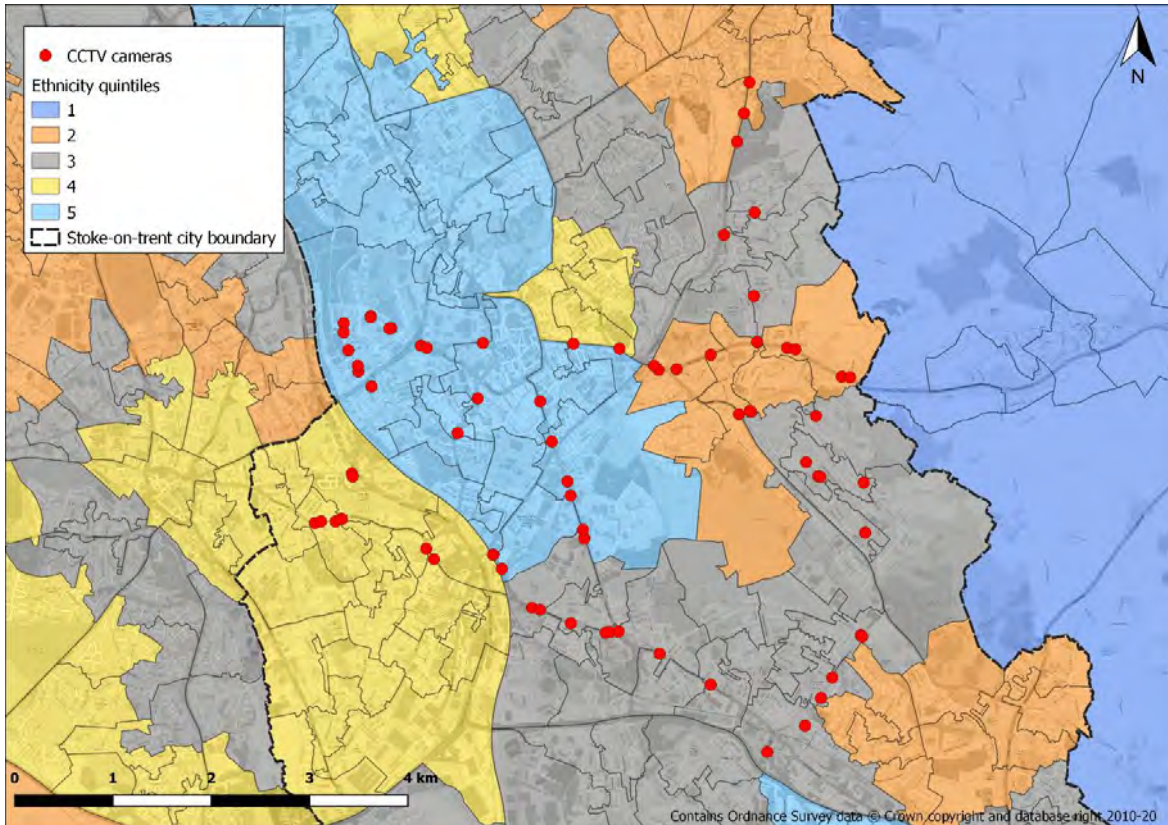 CCTV cameras
Ethnicity quintiles
1
2
3
4
5
Stoke-on-trent city boundary
N
0 1 2 3 4 km
Contains Ordnance Survey data © Crown copyright and database right 2010-20